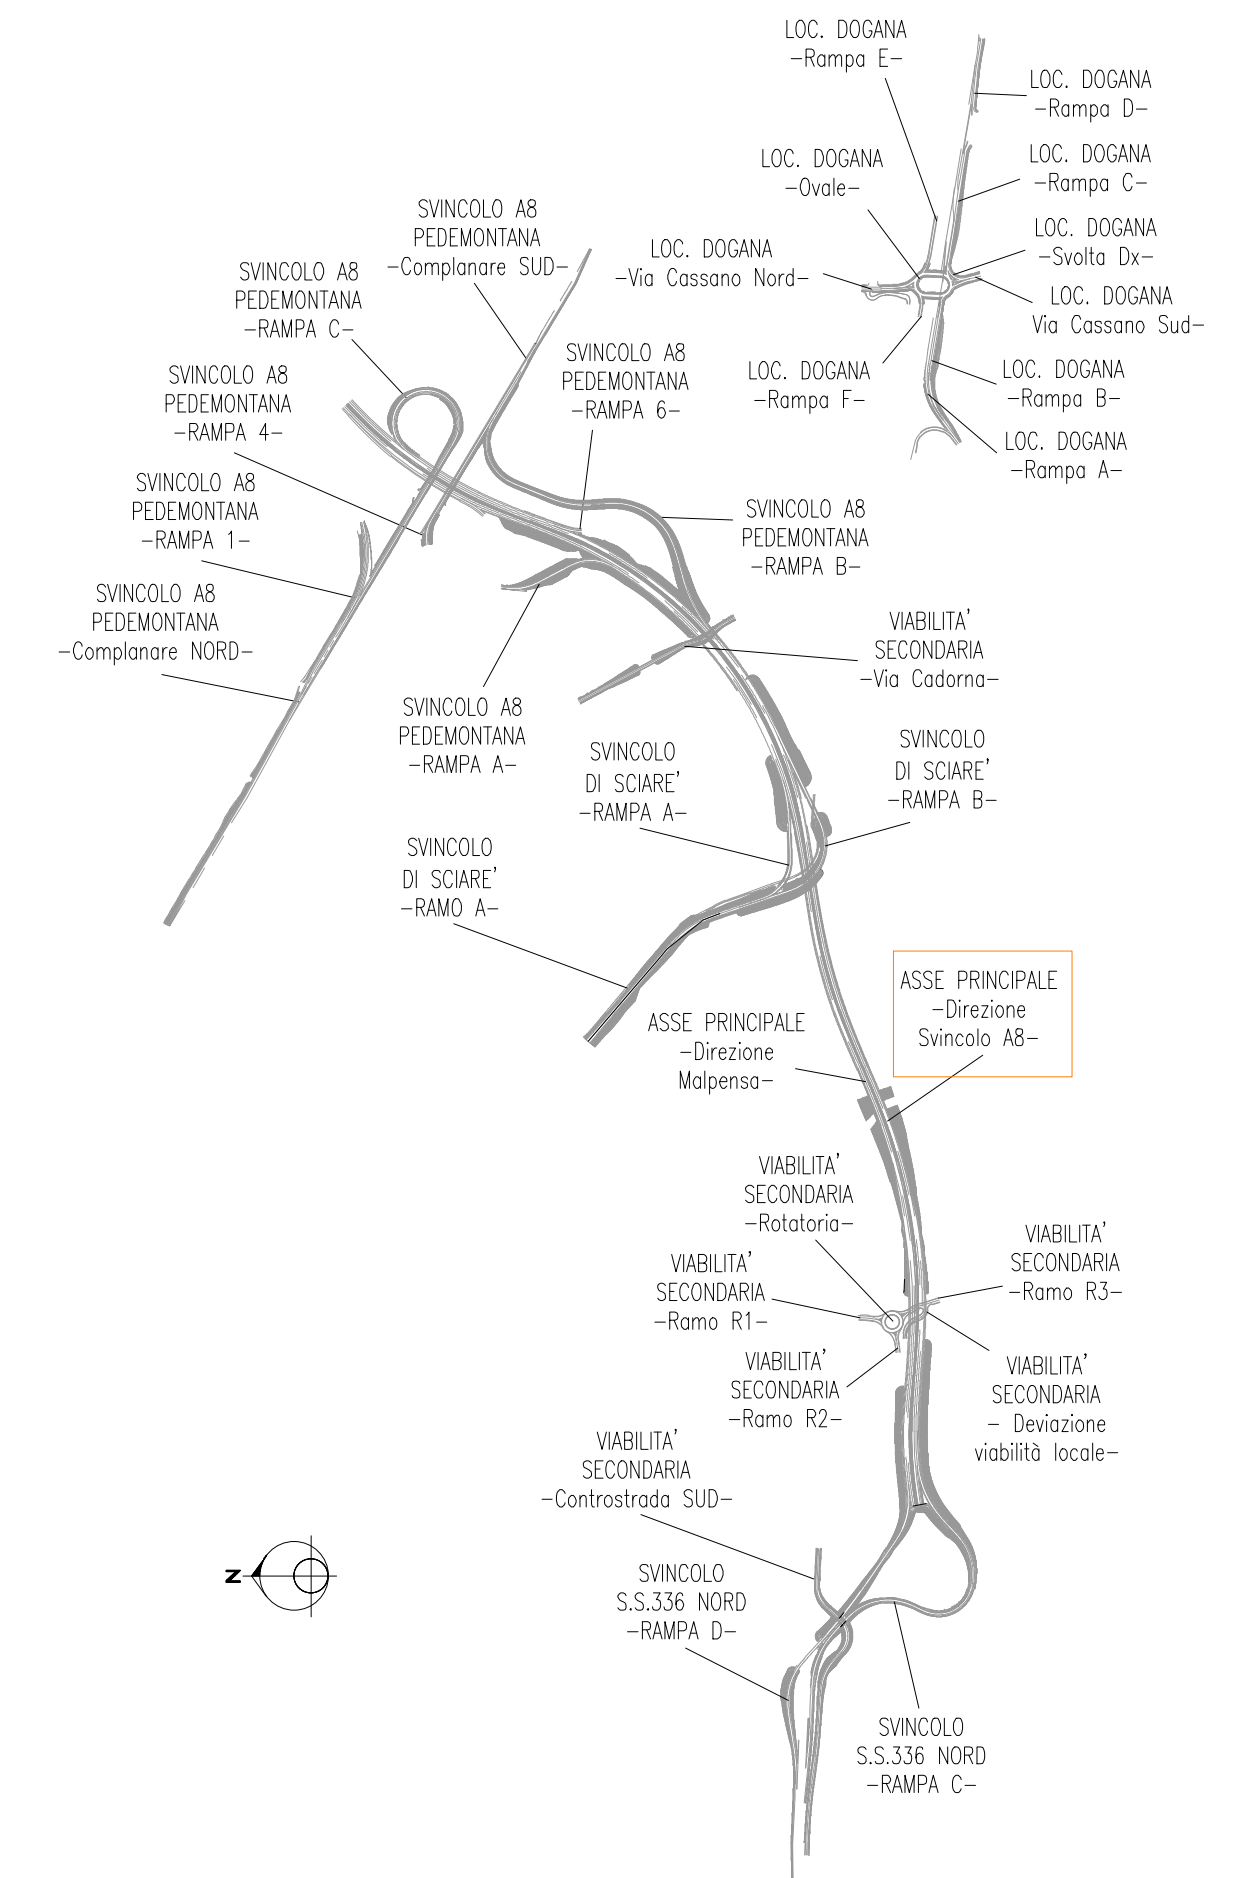 LOC. DOGANA
-Rampa E-
LOC. DOGANA
-Rampa D-
LOC. DOGANA
-Ovale-
LOC. DOGANA
-Rampa C-
SVINCOLO A8
PEDEMONTANA
-Complanare SUD-
LOC. DOGANA
-Via Cassano Nord-
LOC. DOGANA
-Svolta Dx-
SVINCOLO A8
PEDEMONTANA
-RAMPA C-
LOC. DOGANA
Via Cassano Sud-
SVINCOLO A8
PEDEMONTANA
-RAMPA 6-
LOC. DOGANA
-Rampa F-
LOC. DOGANA
-Rampa B-
SVINCOLO A8
PEDEMONTANA
-RAMPA 4-
LOC. DOGANA
-Rampa A-
SVINCOLO A8
PEDEMONTANA
-RAMPA 1-
SVINCOLO A8
PEDEMONTANA
-RAMPA B-
SVINCOLO A8
PEDEMONTANA
-Complanare NORD-
VIABILITA'
SECONDARIA
-Via Cadorna-
SVINCOLO A8
PEDEMONTANA
-RAMPA A-
SVINCOLO
DI SCIARE'
-RAMPA A-
SVINCOLO
DI SCIARE'
-RAMPA B-
SVINCOLO
DI SCIARE'
-RAMO A-
ASSE PRINCIPALE
-Direzione
Svincolo A8-
ASSE PRINCIPALE
-Direzione
Malpensa-
VIABILITA'
SECONDARIA
-Rotatoria-
VIABILITA'
SECONDARIA
-Ramo R3-
VIABILITA'
SECONDARIA
-Ramo R1-
VIABILITA'
SECONDARIA
-Ramo R2-
VIABILITA'
SECONDARIA
- Deviazione
viabilità locale-
VIABILITA'
SECONDARIA
-Controstrada SUD-
N
SVINCOLO
S.S.336 NORD
-RAMPA D-
SVINCOLO
S.S.336 NORD
-RAMPA C-